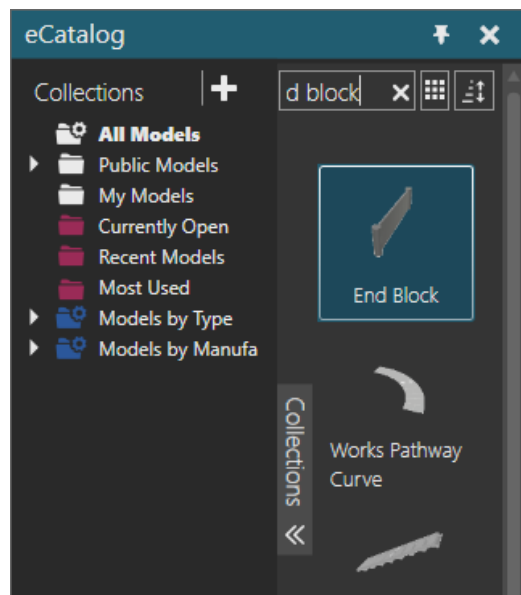 eCatalog
Collections
All Models
Public Models
My Models
Currently Open
Recent Models
Most Used
Models by Type
Models by Manufa
d block
End Block
Works Pathway
Curve
Collections